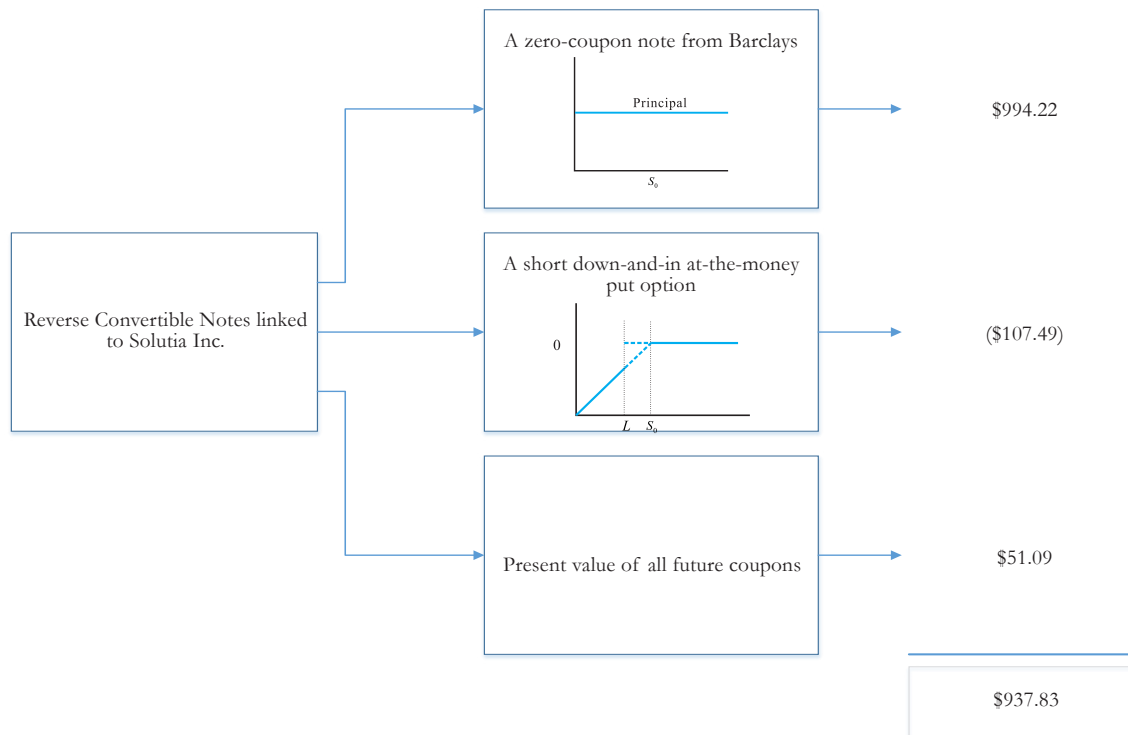 A zero-coupon note from Barclays
Principal
S₀
$994.22
Reverse Convertible Notes linked
to Solutia Inc.
A short down-and-in at-the-money
put option
0
L S₀
($107.49)
Present value of all future coupons
$51.09
$937.83